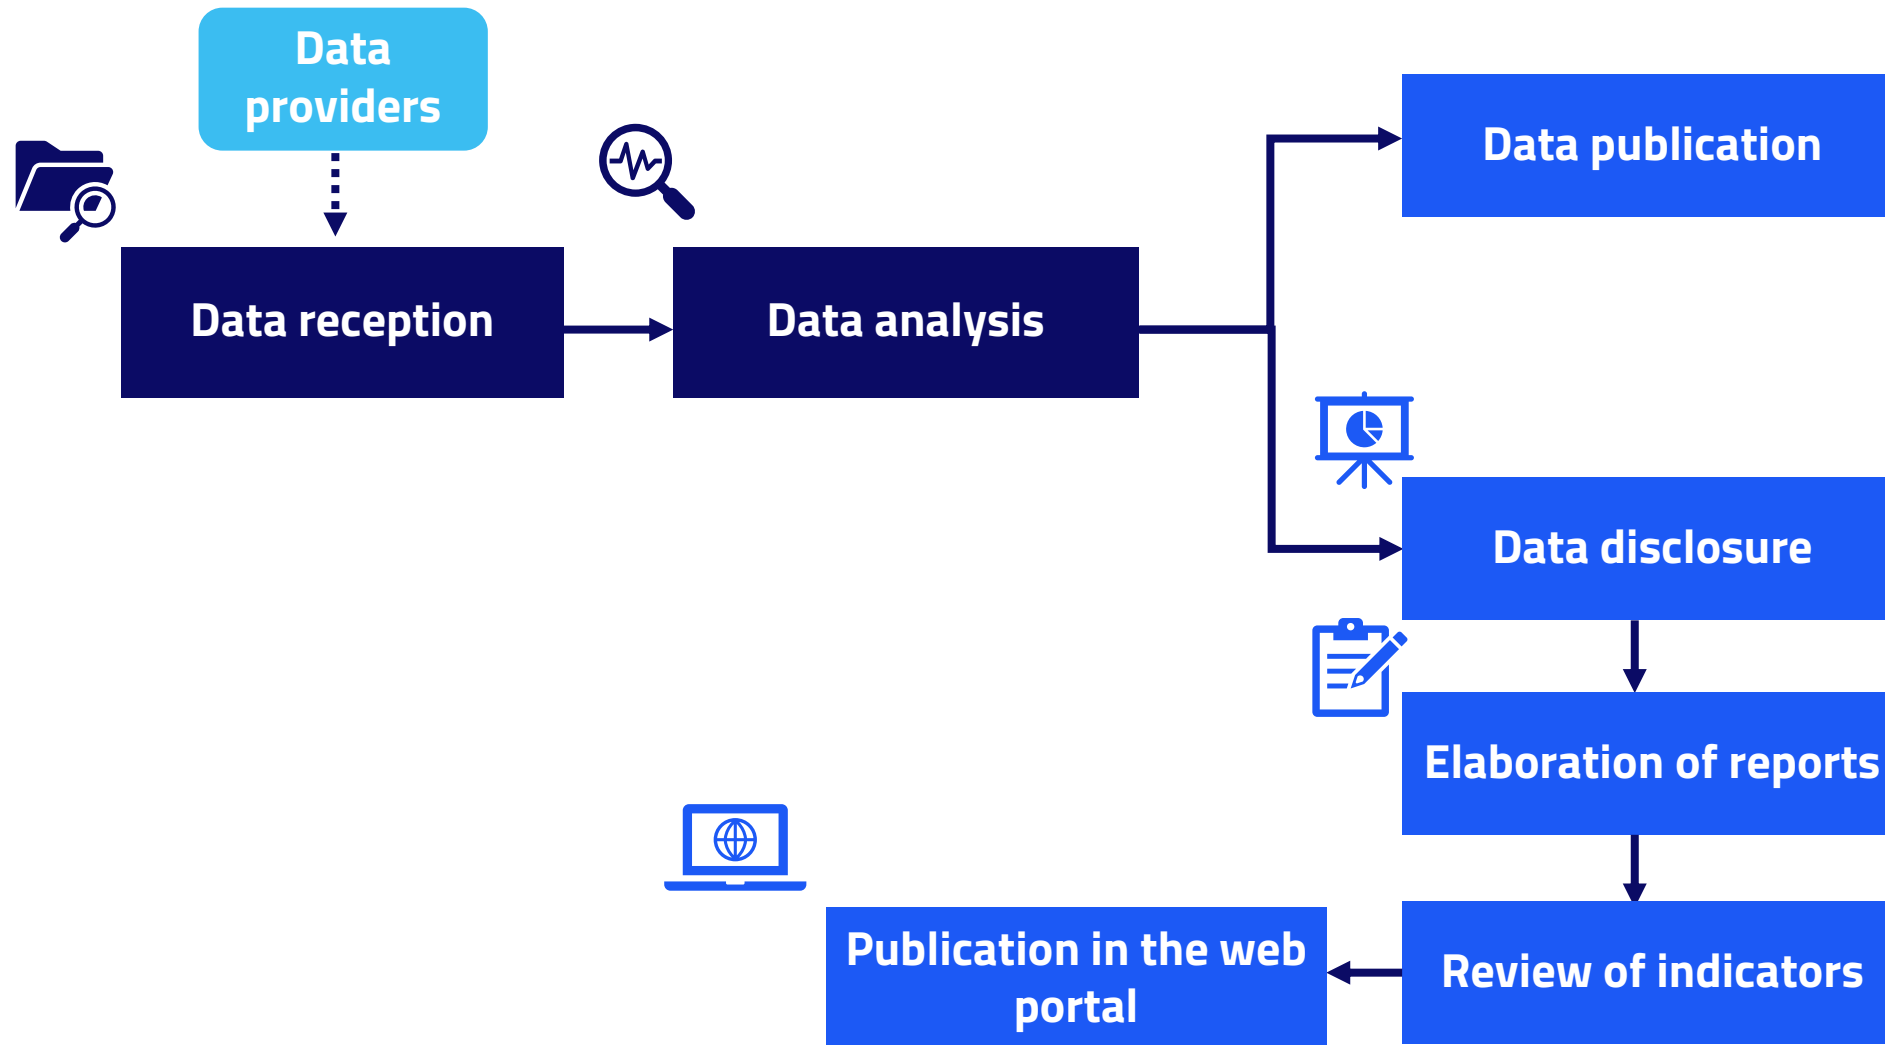 Data
providers
Data reception
Data analysis
Data publication
Data disclosure
Elaboration of reports
Review of indicators
Publication in the web
portal